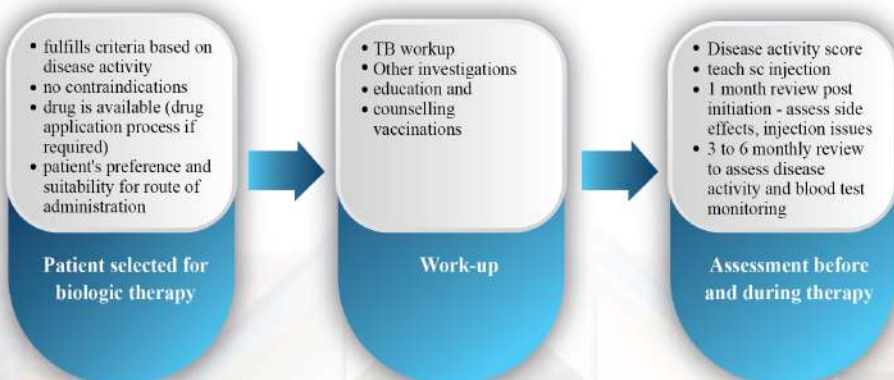 • fulfills criteria based on
disease activity
• no contraindications
• drug is available (drug
application process if
required)
• patient's preference and
suitability for route of
administration
Patient selected for
biologic therapy
• TB workup
• Other investigations
• education and
• counselling
vaccinations
Work-up
• Disease activity score
• teach sc injection
• 1 month review post
initiation - assess side
effects, injection issues
• 3 to 6 monthly review
to assess disease
activity and blood test
monitoring
Assessment before
and during therapy